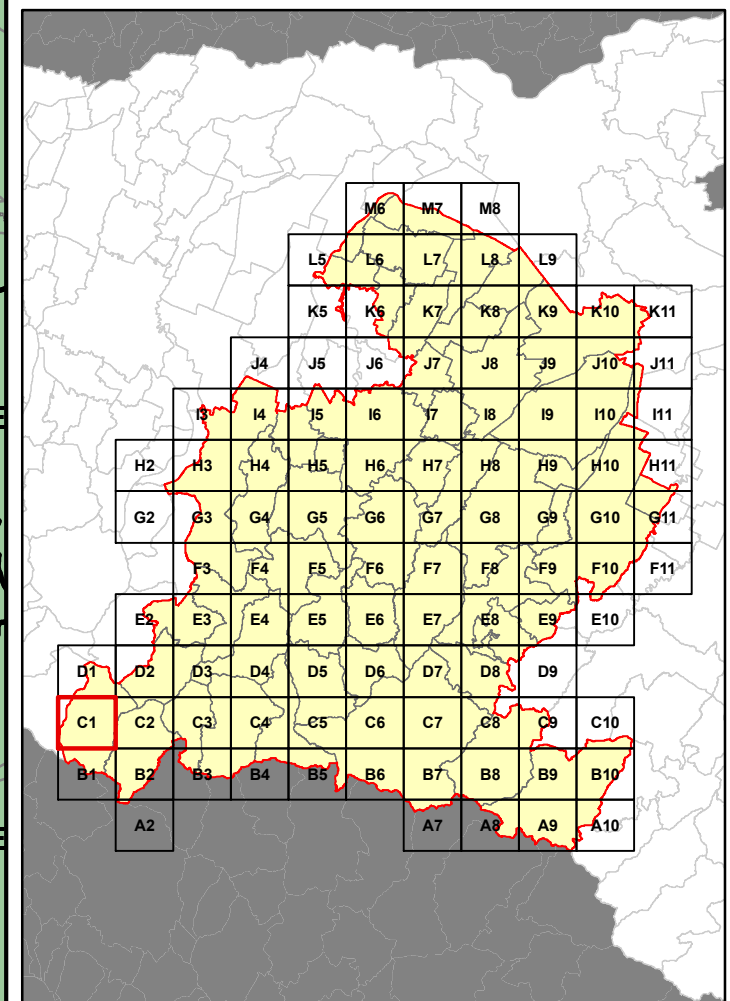 M6 M7 M8
L5 L6 L7 L8 L9
K5 K6 K7 K8 K9 K10 K11
J4 J5 J6 J7 J8 J9 J10 J11
I3 I4 I5 I6 I7 I8 I9 I10 I11
H2 H3 H4 H5 H6 H7 H8 H9 H10 H11
G2 G3 G4 G5 G6 G7 G8 G9 G10 G11
F3 F4 F5 F6 F7 F8 F9 F10 F11
E2 E3 E4 E5 E6 E7 E8 E9 E10
D1 D2 D3 D4 D5 D6 D7 D8 D9
C1 C2 C3 C4 C5 C6 C7 C8 C9 C10
B1 B2 B3 B4 B5 B6 B7 B8 B9 B10
A2 A7 A8 A9 A10